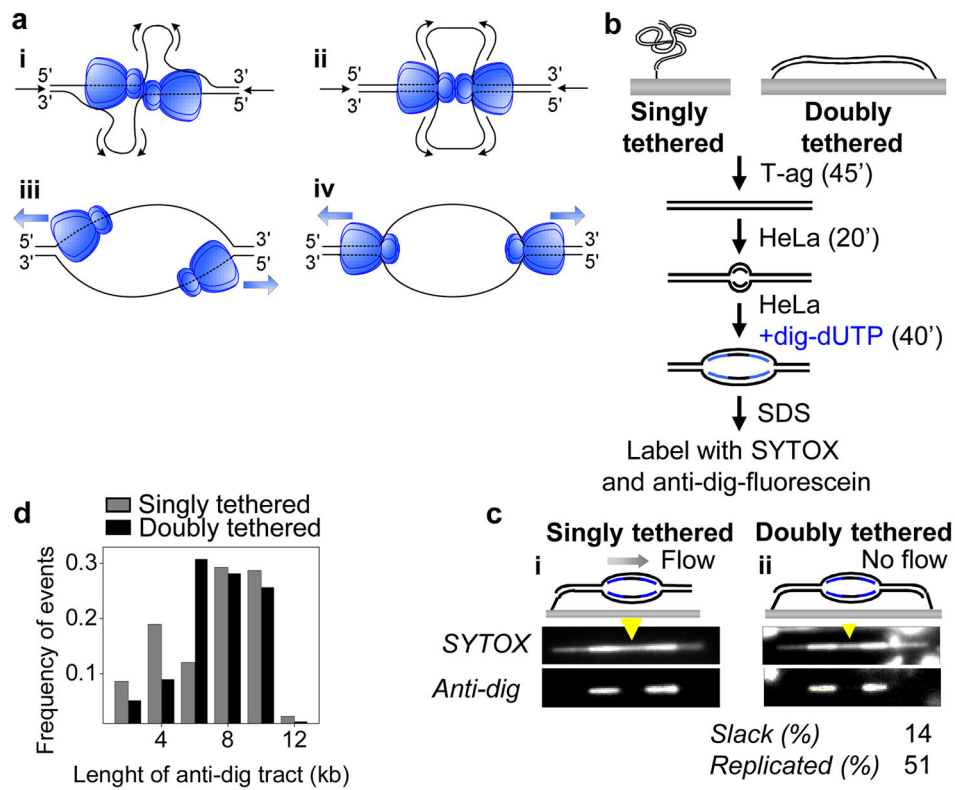 a
i
5'
3'
3'
5'
ii
5'
3'
3'
5'
iii
5'
3'
3'
5'
iv
5'
3'
3'
5'
b
Singly
tethered
Doubly
tethered
T-ag (45')
HeLa (20')
HeLa
+dig-dUTP (40')
SDS
Label with SYTOX
and anti-dig-fluorescein
c
Singly tethered
Doubly tethered
i
Flow
ii
No flow
SYTOX
Anti-dig
Slack (%) 14
Replicated (%) 51
d
Singly tethered
Doubly tethered
Frequency of events
0.3
0.2
0.1
4 8 12
Lenght of anti-dig tract (kb)